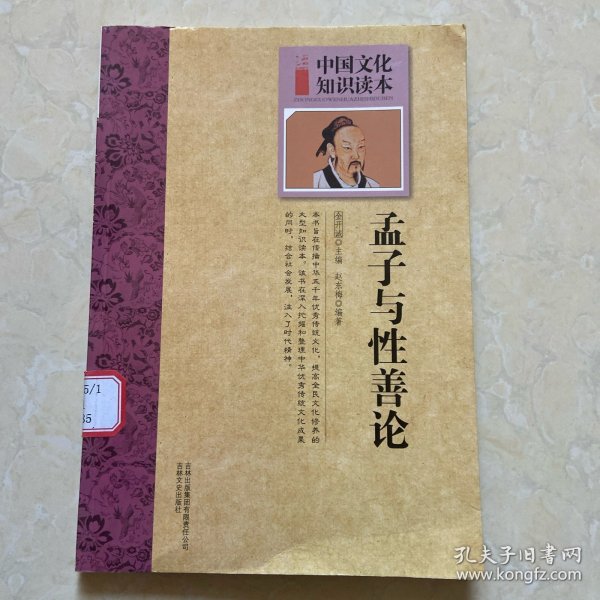 中国文化
知识读本
ZHONGGUOWENHUAZHISHIDUBEN
孟子与性善论
金开诚◎主编 赵东梅◎编著
本书旨在传播中华五千年优秀传统文化，提高全民文化修养的
大型知识读本。该书在深入挖掘和整理中华优秀传统文化成果
的同时，结合社会发展，注入了时代精神。
吉林出版集团有限责任公司
吉林文史出版社
5/1
35
孔夫子旧书网
www.kongfz.com